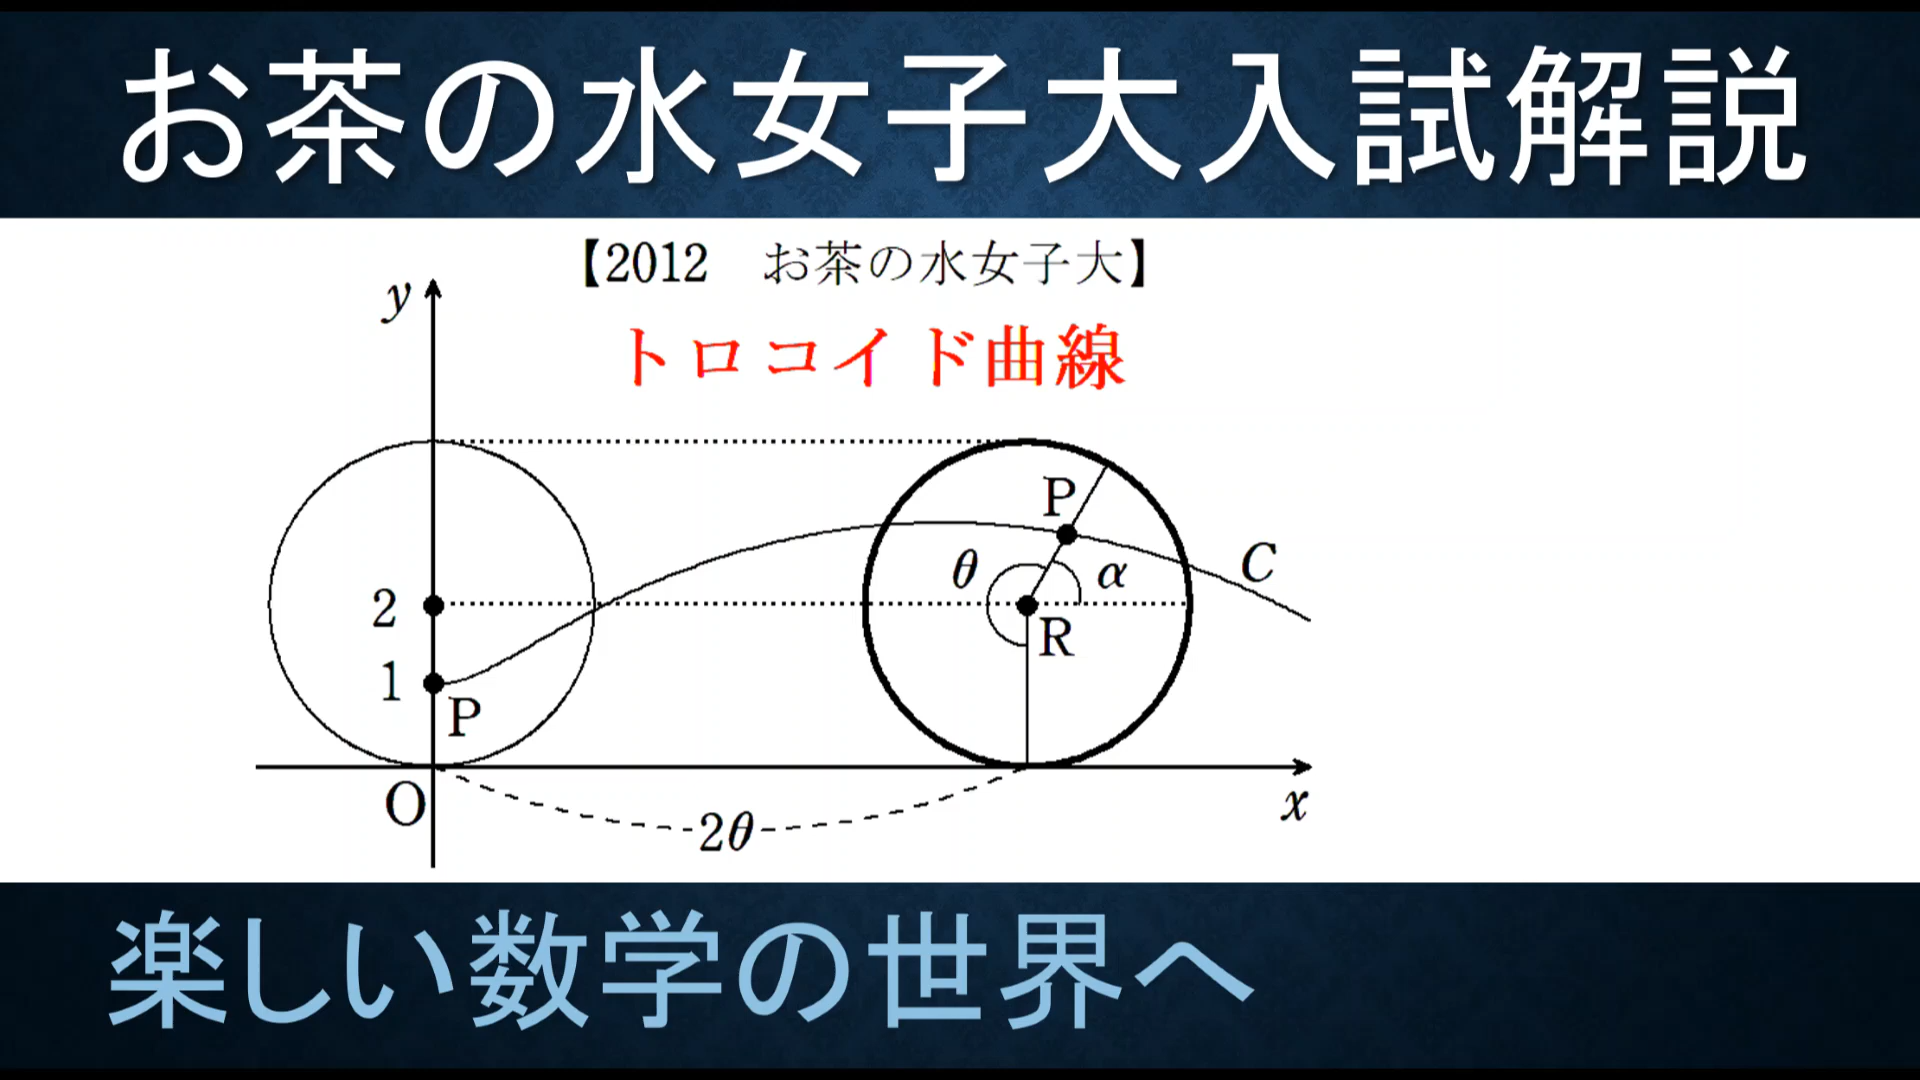 お茶の水女子大入試解説
【2012 お茶の水女子大】
トロコイド曲線
y
P
θ
α
C
2
R
1
P
O
x
2θ
楽しい数学の世界へ